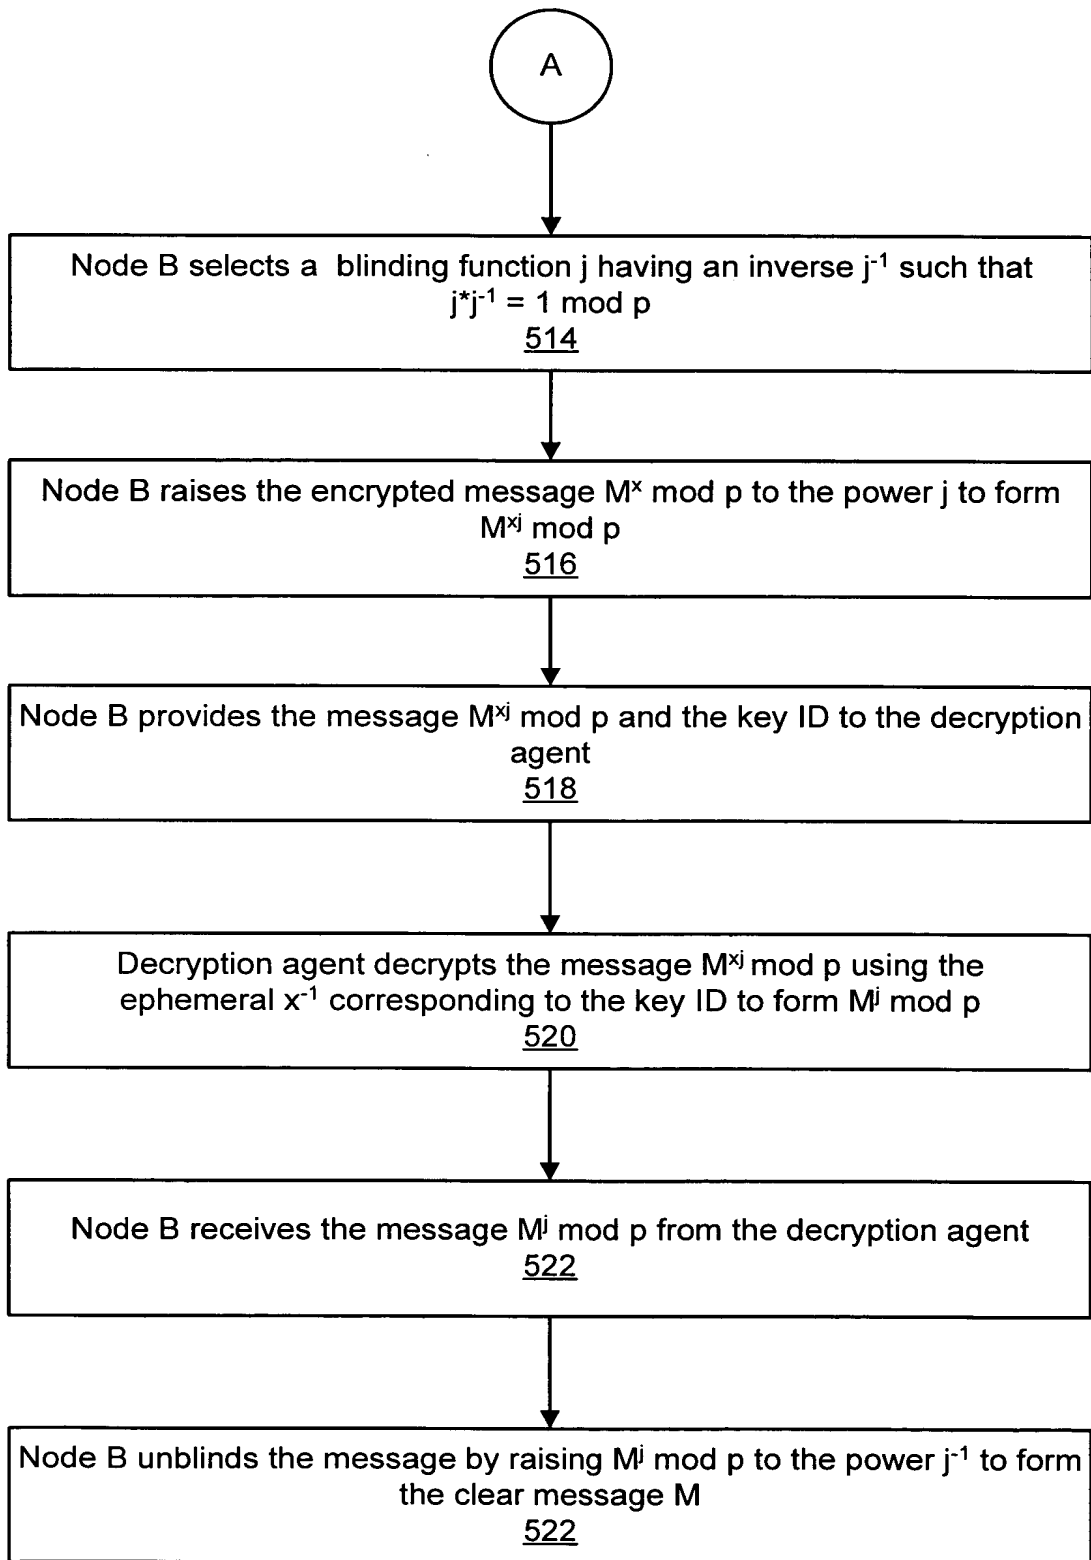 A
Node B selects a blinding function j having an inverse j⁻¹ such that
j*j⁻¹ = 1 mod p
514
Node B raises the encrypted message Mˣ mod p to the power j to form
Mˣʲ mod p
516
Node B provides the message Mˣʲ mod p and the key ID to the decryption
agent
518
Decryption agent decrypts the message Mˣʲ mod p using the
ephemeral x⁻¹ corresponding to the key ID to form Mʲ mod p
520
Node B receives the message Mʲ mod p from the decryption agent
522
Node B unblinds the message by raising Mʲ mod p to the power j⁻¹ to form
the clear message M
522